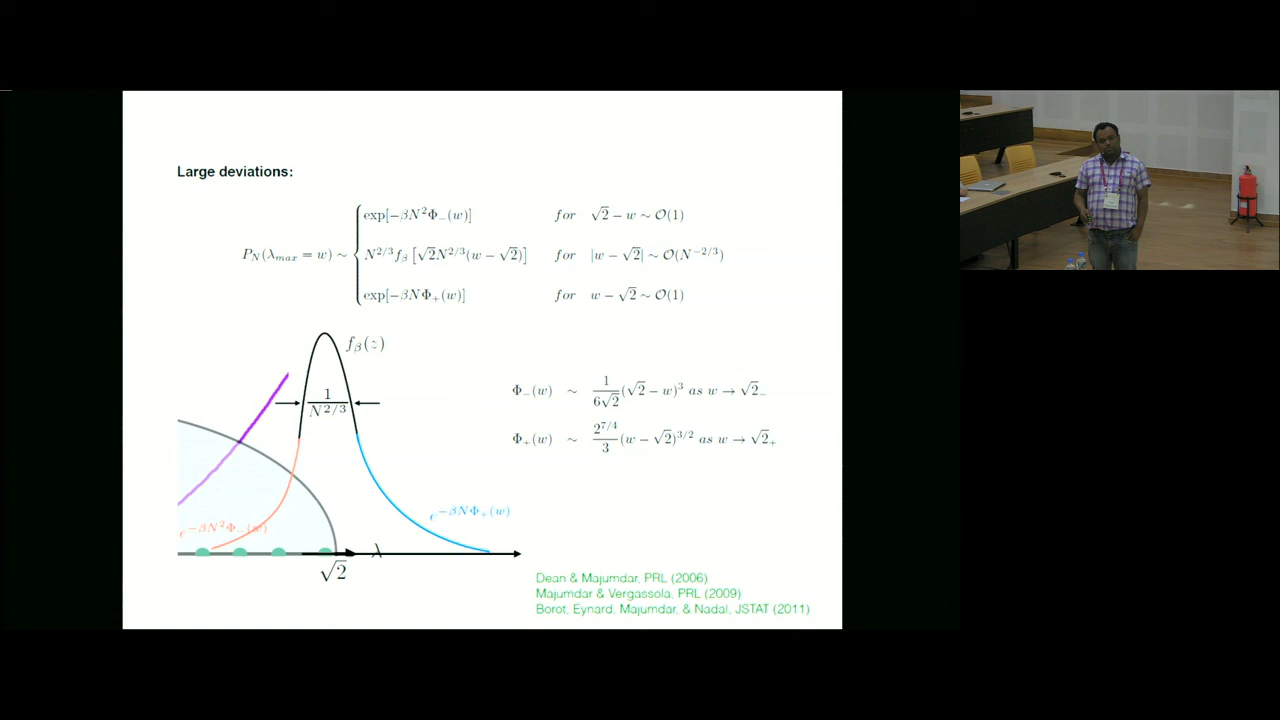 Large deviations:
exp[−βN²Φ₋(w)] for √2 − w ~ O(1)
P_N(λ_max = w) ~ { N^{2/3} f_β [√2N^{2/3}(w − √2)] for |w − √2| ~ O(N^{−2/3})
exp[−βNΦ₊(w)] for w − √2 ~ O(1)
f_β(z)
1/N^{2/3}
Φ₋(w) ~ 1/(6√2) (√2 − w)³ as w → √2₋
Φ₊(w) ~ 2^{7/4}/3 (w − √2)^{3/2} as w → √2₊
e^{−βNΦ₊(w)}
e^{−βN²Φ₋(w)}
λ
√2
Dean & Majumdar, PRL (2006)
Majumdar & Vergassola, PRL (2009)
Borot, Eynard, Majumdar, & Nadal, JSTAT (2011)